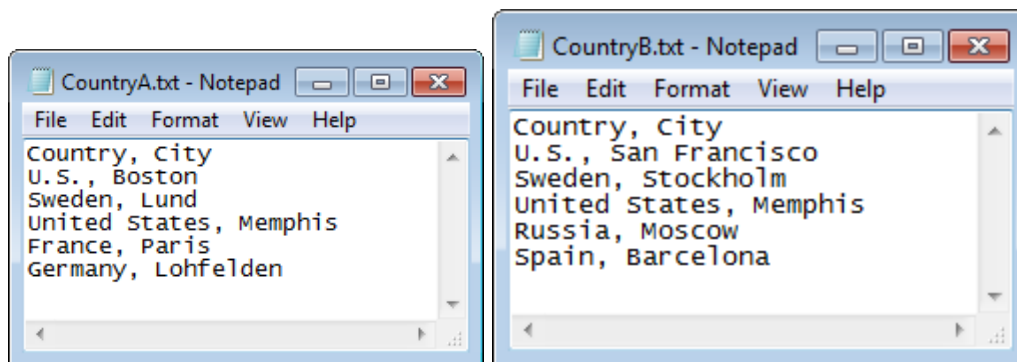 CountryA.txt - Notepad
File Edit Format View Help
Country, City
U.S., Boston
Sweden, Lund
United States, Memphis
France, Paris
Germany, Lohfelden
CountryB.txt - Notepad
File Edit Format View Help
Country, City
U.S., San Francisco
Sweden, Stockholm
United States, Memphis
Russia, Moscow
Spain, Barcelona